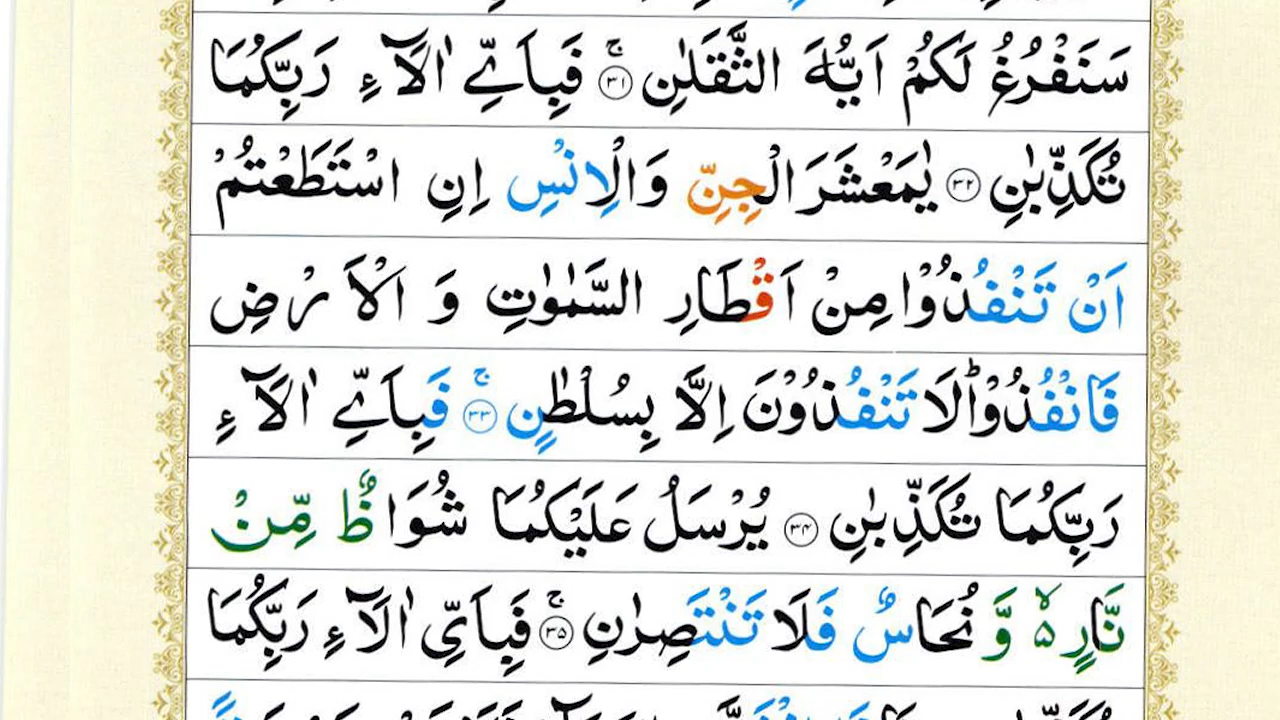 سَنَفْرُغُ لَكُمْ اَيُّهَ الثَّقَلٰنِ ۚ ﴿۳۱﴾ فَبِاَيِّ اٰلَآءِ رَبِّكُمَا
تُكَذِّبٰنِ ﴿۳۲﴾ يٰمَعْشَرَ الْجِنِّ وَالْاِنْسِ اِنِ اسْتَطَعْتُمْ
اَنْ تَنْفُذُوْا مِنْ اَقْطَارِ السَّمٰوٰتِ وَ الْاَرْضِ
فَانْفُذُوْاؕ لَا تَنْفُذُوْنَ اِلَّا بِسُلْطٰنٍ ۚ ﴿۳۳﴾ فَبِاَيِّ اٰلَآءِ
رَبِّكُمَا تُكَذِّبٰنِ ﴿۳۴﴾ يُرْسَلُ عَلَيْكُمَا شُوَاظٌ مِّنْ
نَّارٍ ۙ۵ وَّ نُحَاسٌ فَلَا تَنْتَصِرٰنِ ۚ ﴿۳۵﴾ فَبِاَيِّ اٰلَآءِ رَبِّكُمَا